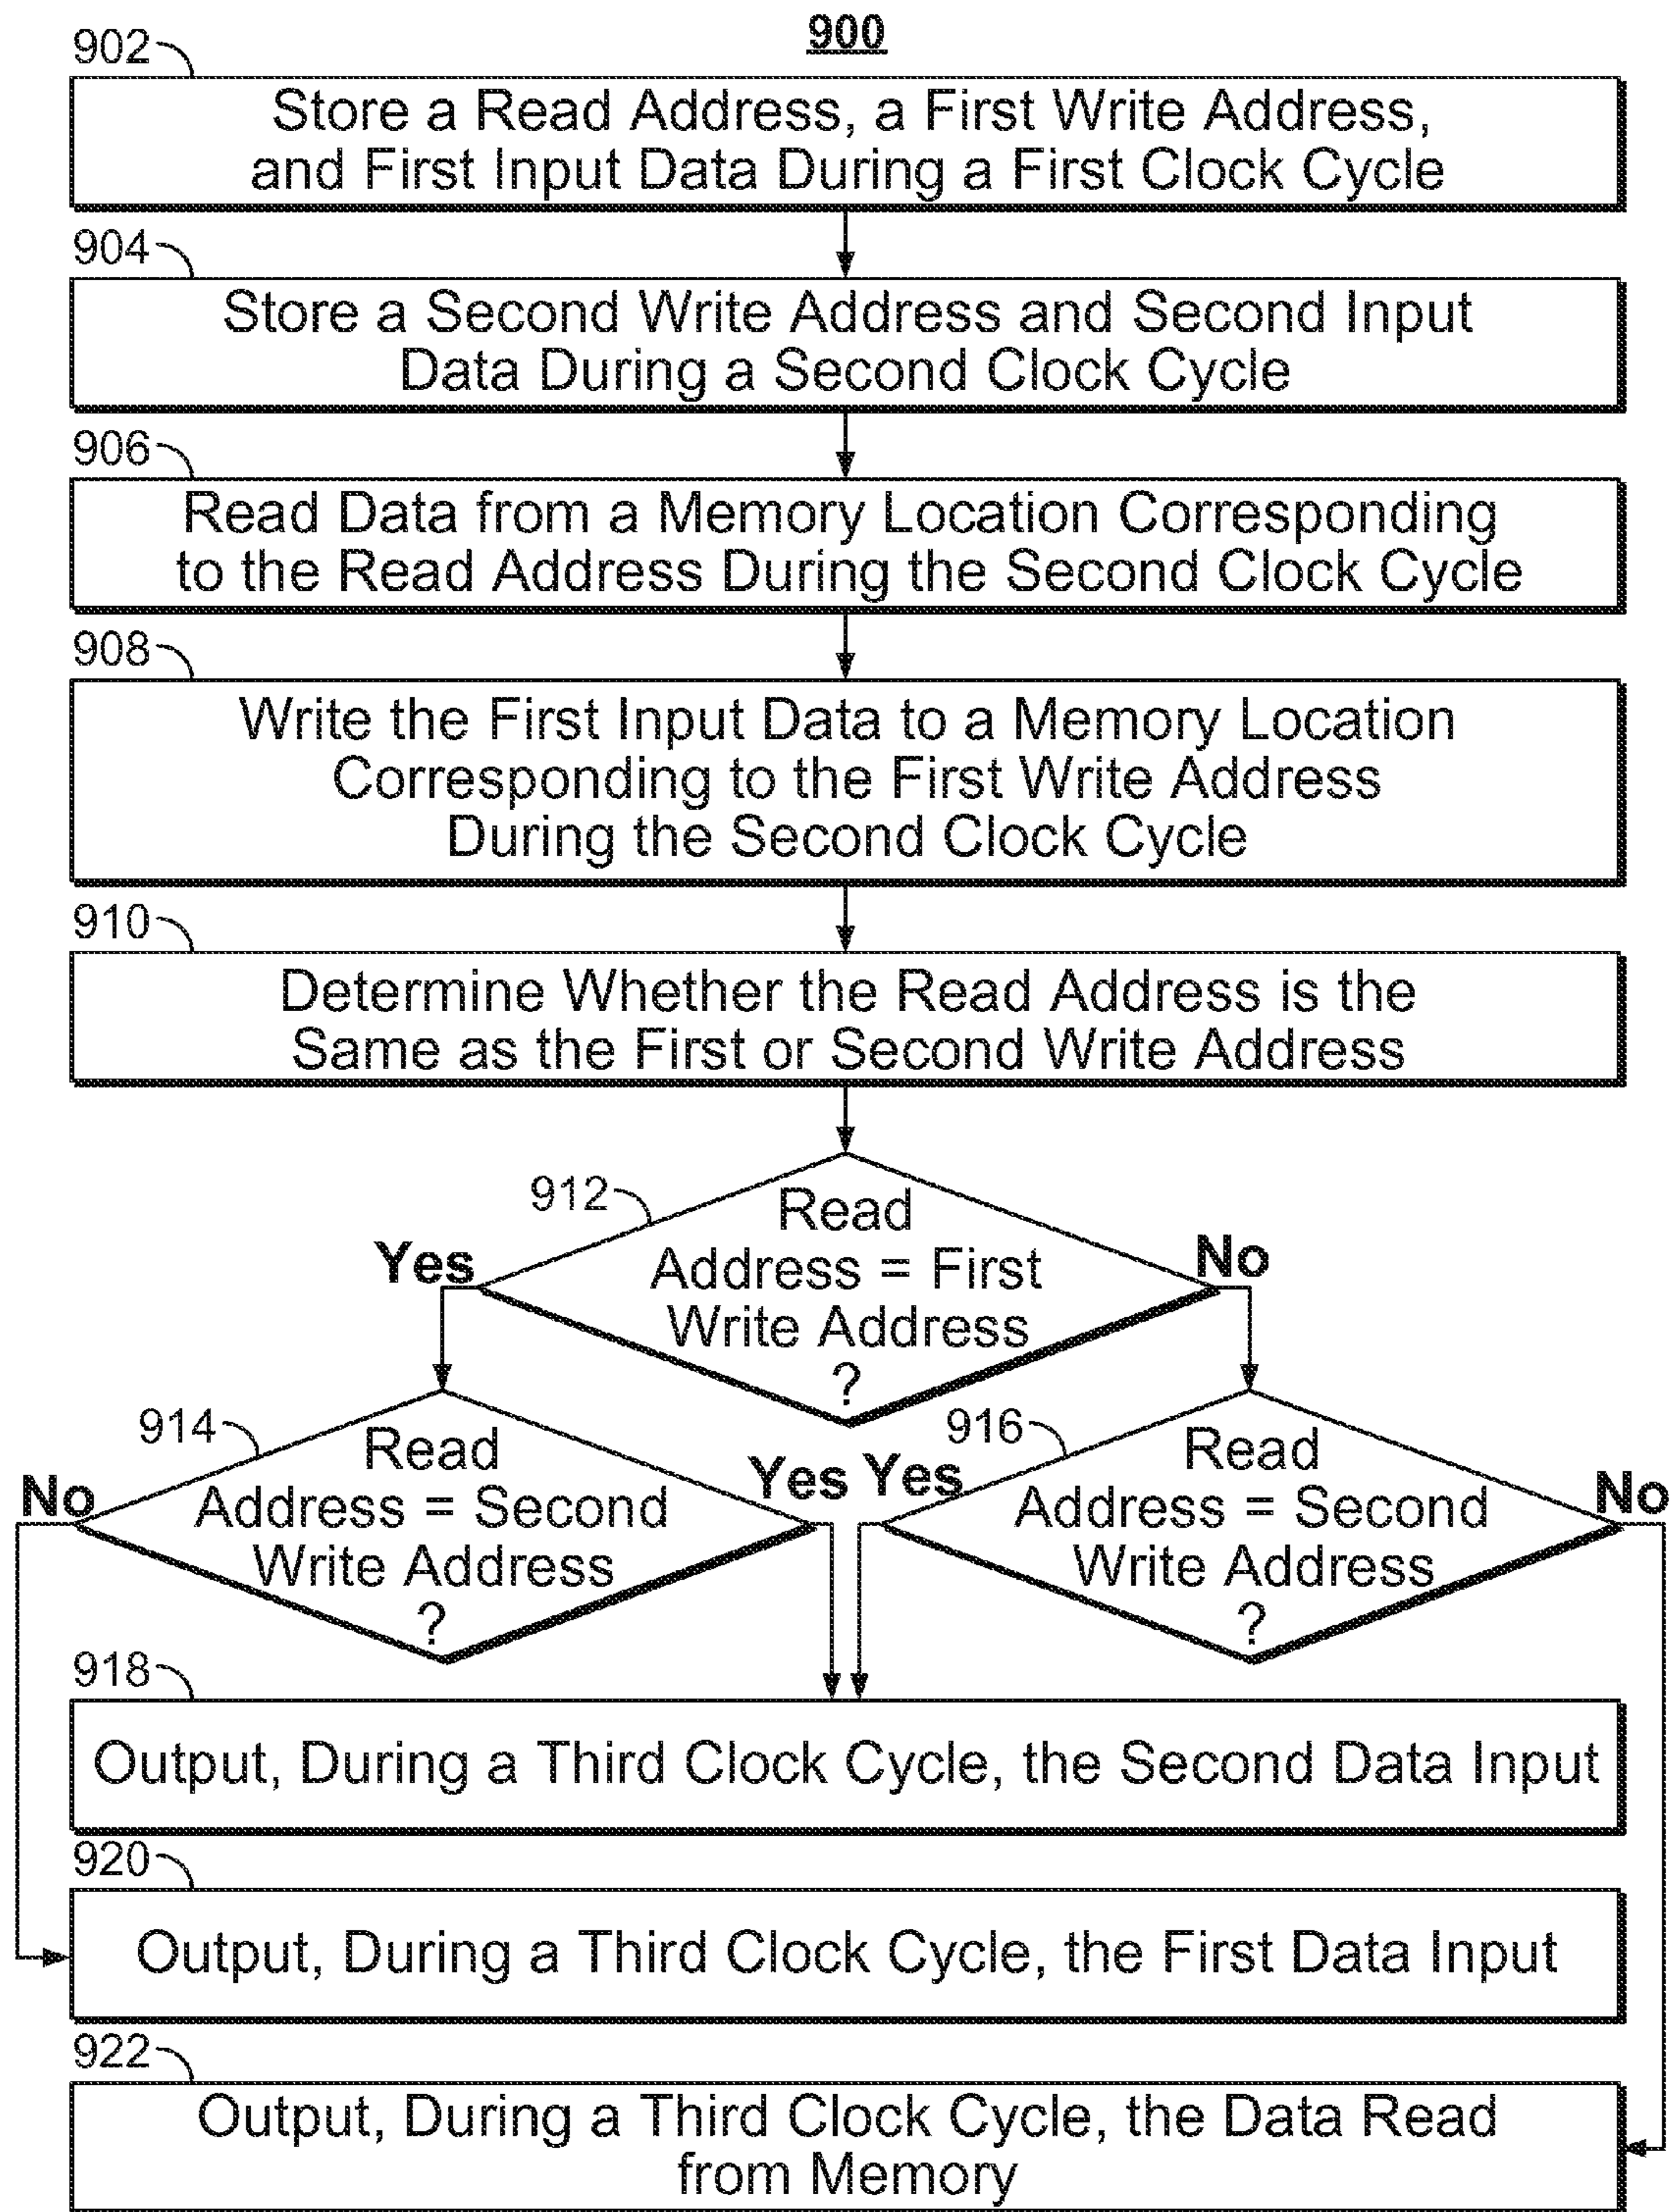 900
902
Store a Read Address, a First Write Address,
and First Input Data During a First Clock Cycle
904
Store a Second Write Address and Second Input
Data During a Second Clock Cycle
906
Read Data from a Memory Location Corresponding
to the Read Address During the Second Clock Cycle
908
Write the First Input Data to a Memory Location
Corresponding to the First Write Address
During the Second Clock Cycle
910
Determine Whether the Read Address is the
Same as the First or Second Write Address
912
Read
Address = First
Write Address
?
Yes
No
914
Read
Address = Second
Write Address
?
No
Yes
916
Read
Address = Second
Write Address
?
Yes
No
918
Output, During a Third Clock Cycle, the Second Data Input
920
Output, During a Third Clock Cycle, the First Data Input
922
Output, During a Third Clock Cycle, the Data Read
from Memory